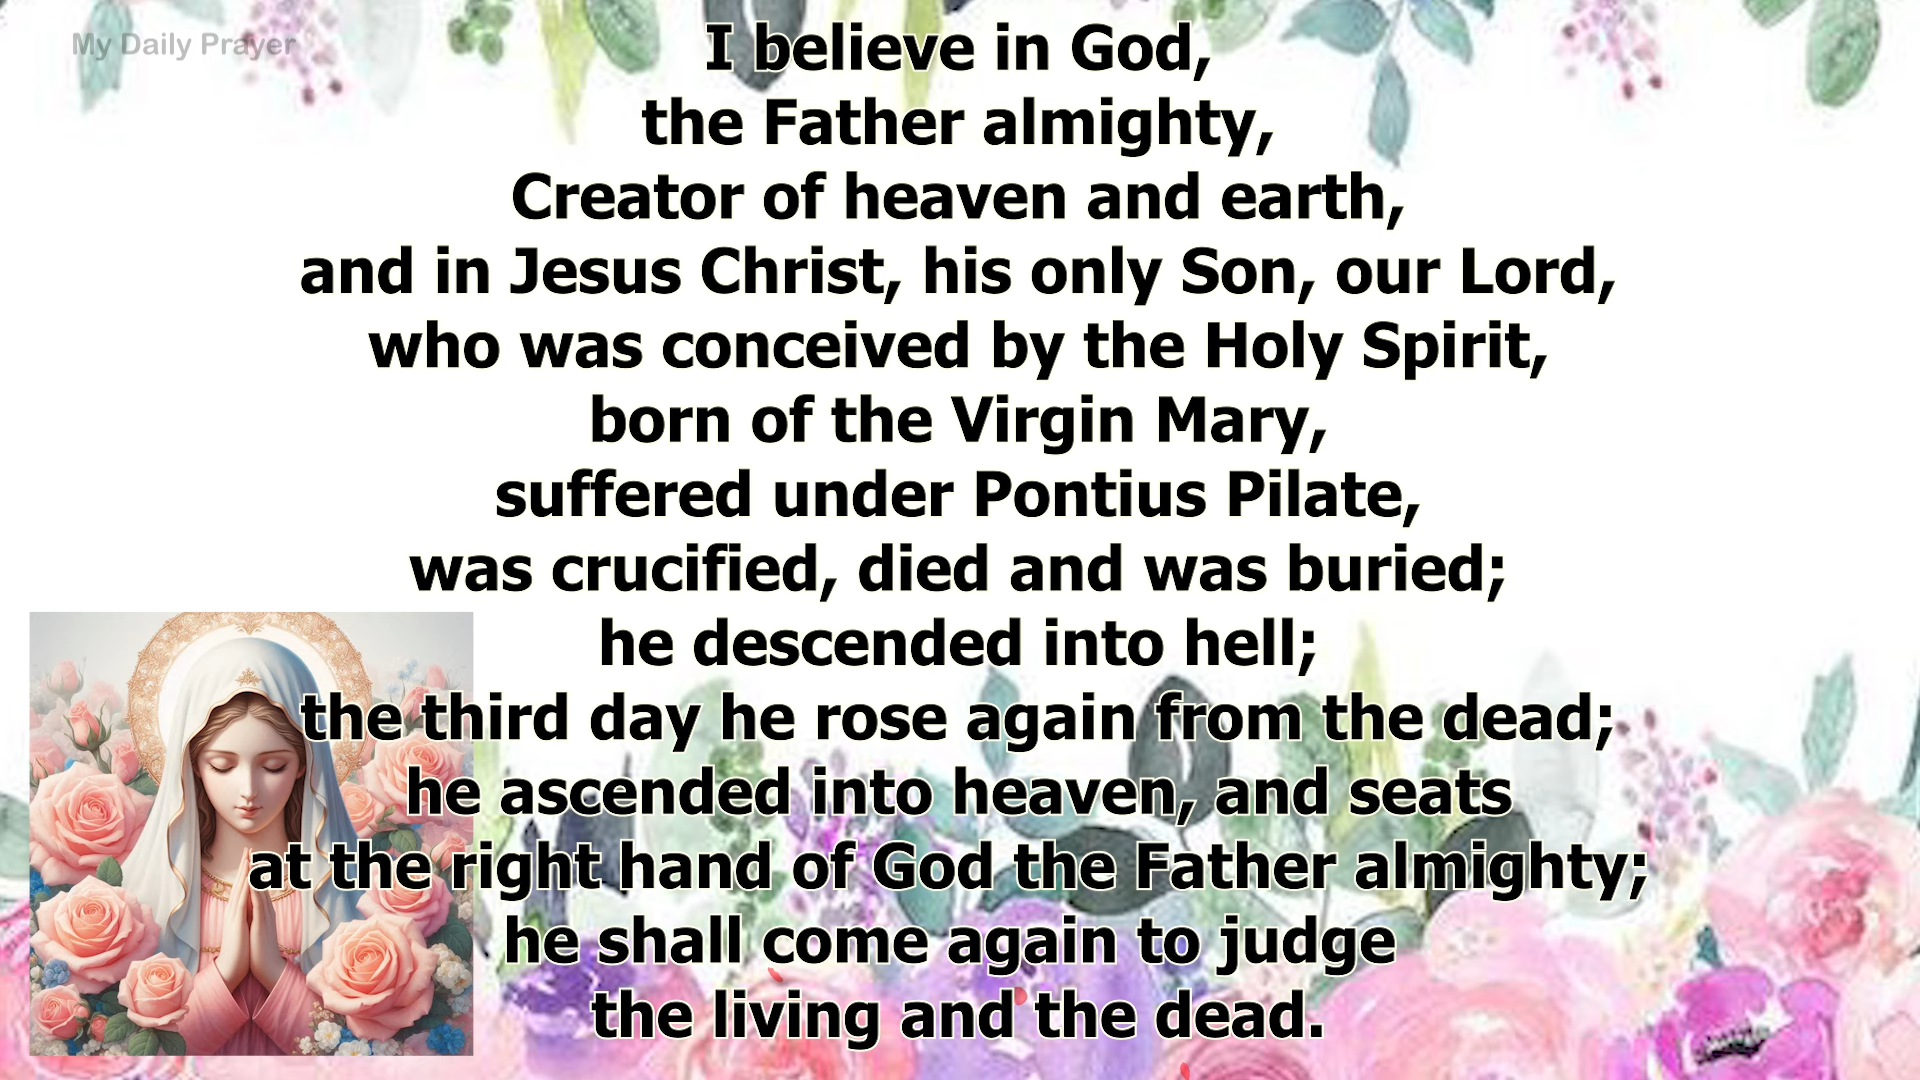 My Daily Prayer
I believe in God,
the Father almighty,
Creator of heaven and earth,
and in Jesus Christ, his only Son, our Lord,
who was conceived by the Holy Spirit,
born of the Virgin Mary,
suffered under Pontius Pilate,
was crucified, died and was buried;
he descended into hell;
the third day he rose again from the dead;
he ascended into heaven, and seats
at the right hand of God the Father almighty;
he shall come again to judge
the living and the dead.